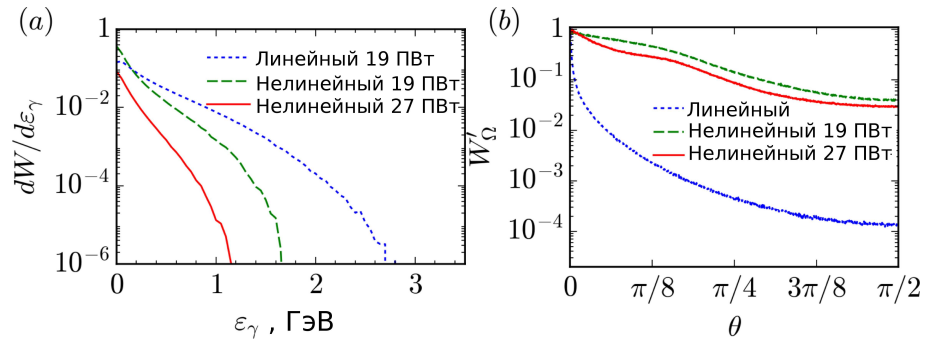 (a)
1
10⁻²
10⁻⁴
10⁻⁶
dW/dε_γ
Линейный 19 ПВт
Нелинейный 19 ПВт
Нелинейный 27 ПВт
0 1 2 3
ε_γ , ГэВ
(b)
1
10⁻¹
10⁻²
10⁻³
10⁻⁴
W′_Ω
Линейный
Нелинейный 19 ПВт
Нелинейный 27 ПВт
0 π/8 π/4 3π/8 π/2
θ